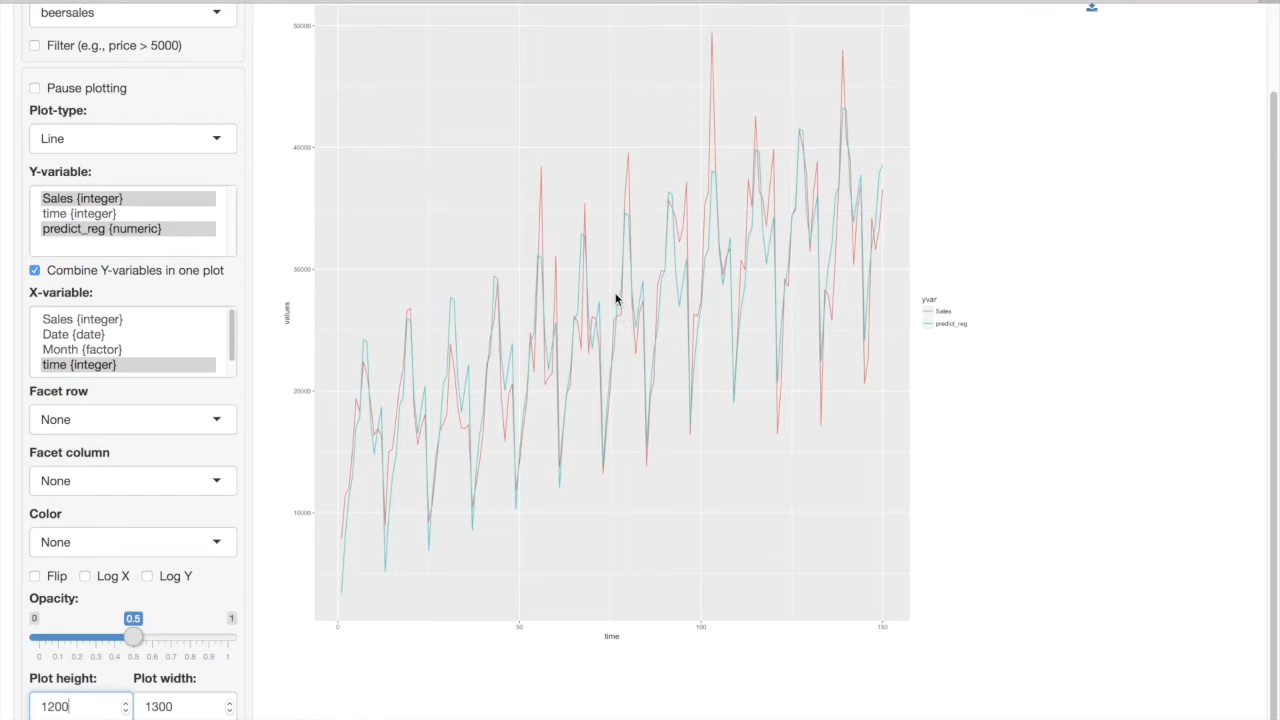 beersales
Filter (e.g., price > 5000)
Pause plotting
Plot-type:
Line
Y-variable:
Sales {integer}
time {integer}
predict_reg {numeric}
Combine Y-variables in one plot
X-variable:
Sales {integer}
Date {date}
Month {factor}
time {integer}
Facet row
None
Facet column
None
Color
None
Flip Log X Log Y
Opacity:
0 0.5 1
0 0.1 0.2 0.3 0.4 0.5 0.6 0.7 0.8 0.9 1
Plot height: Plot width:
1200 1300
50000
40000
30000
20000
10000
values
0 50 100 150
time
yvar
Sales
predict_reg